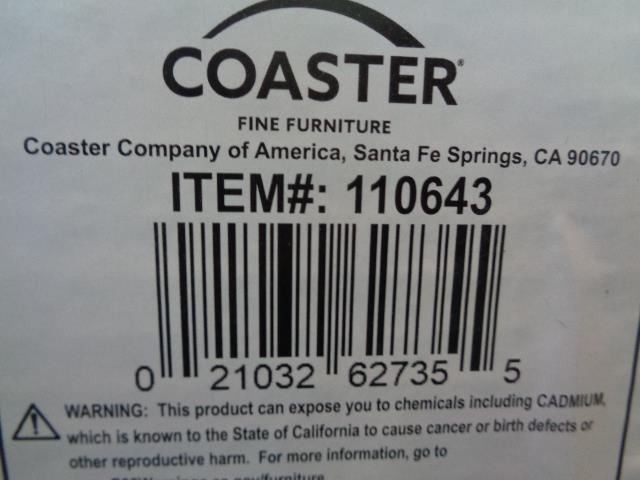 COASTER®
FINE FURNITURE
Coaster Company of America, Santa Fe Springs, CA 90670
ITEM#: 110643
0 21032 62735 5
WARNING: This product can expose you to chemicals including CADMIUM,
which is known to the State of California to cause cancer or birth defects or
other reproductive harm. For more information, go to